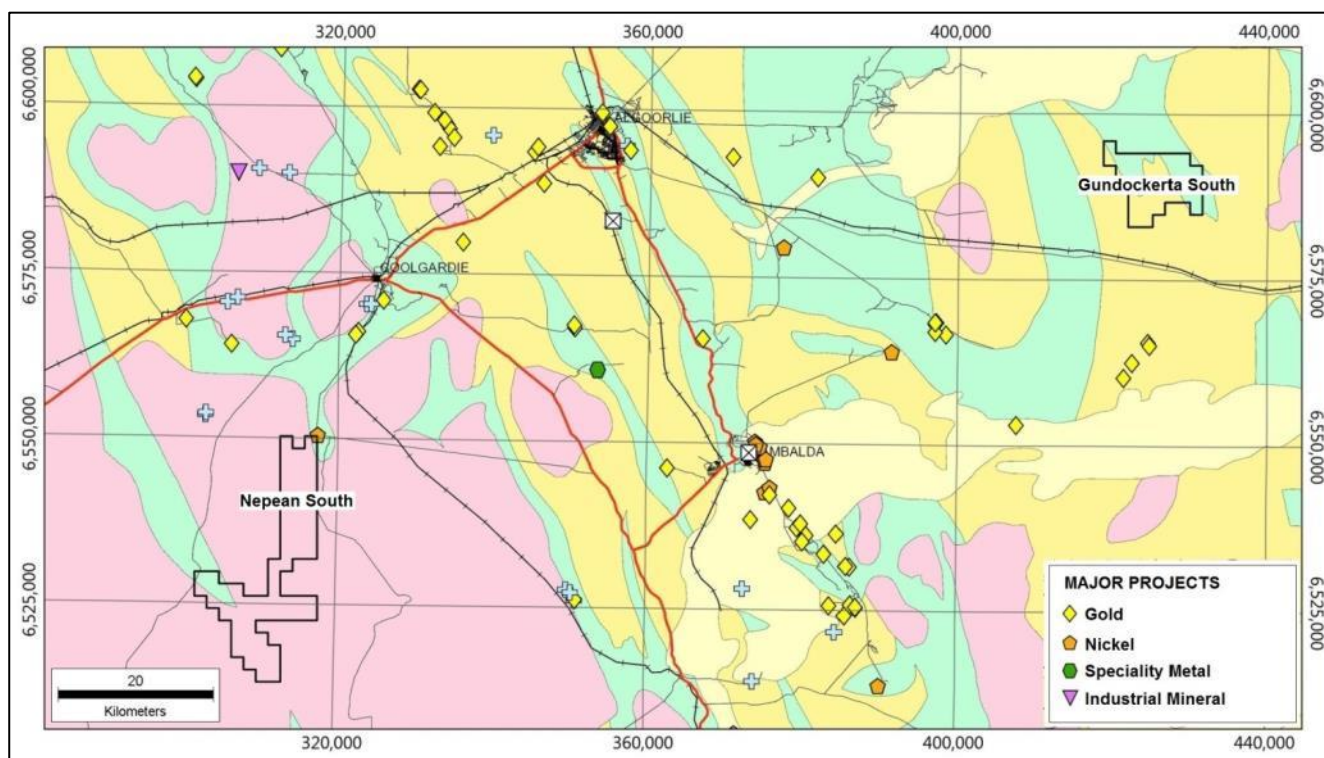 320,000
360,000
400,000
440,000
6,600,000
6,600,000
ALGOORLIE
Gundockerta South
6,575,000
COOLGARDIE
6,575,000
6,550,000
MBALDA
6,550,000
Nepean South
6,525,000
6,525,000
MAJOR PROJECTS
Gold
Nickel
Speciality Metal
Industrial Mineral
20
Kilometers
320,000
360,000
400,000
440,000